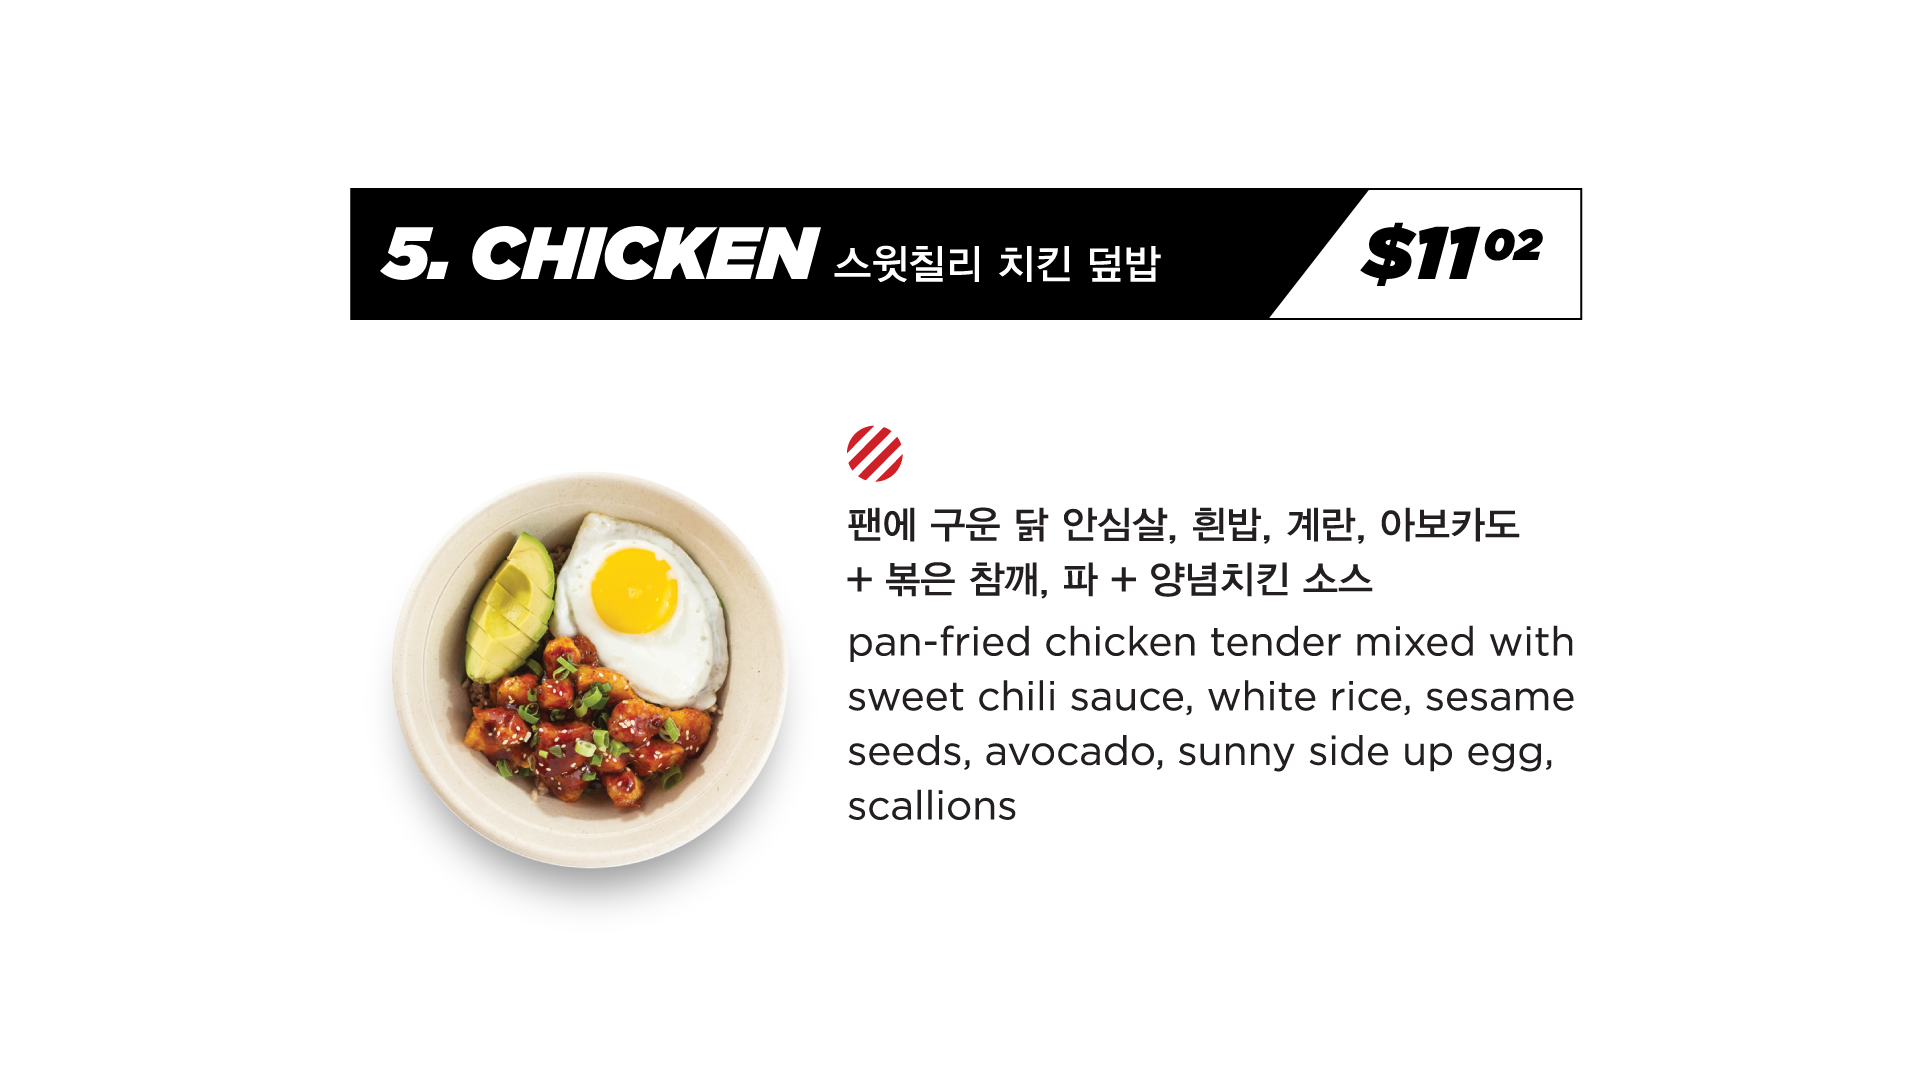 5. CHICKEN 스윗칠리 치킨 덮밥 $11 02
팬에 구운 닭 안심살, 흰밥, 계란, 아보카도
+ 볶은 참깨, 파 + 양념치킨 소스
pan-fried chicken tender mixed with
sweet chili sauce, white rice, sesame
seeds, avocado, sunny side up egg,
scallions